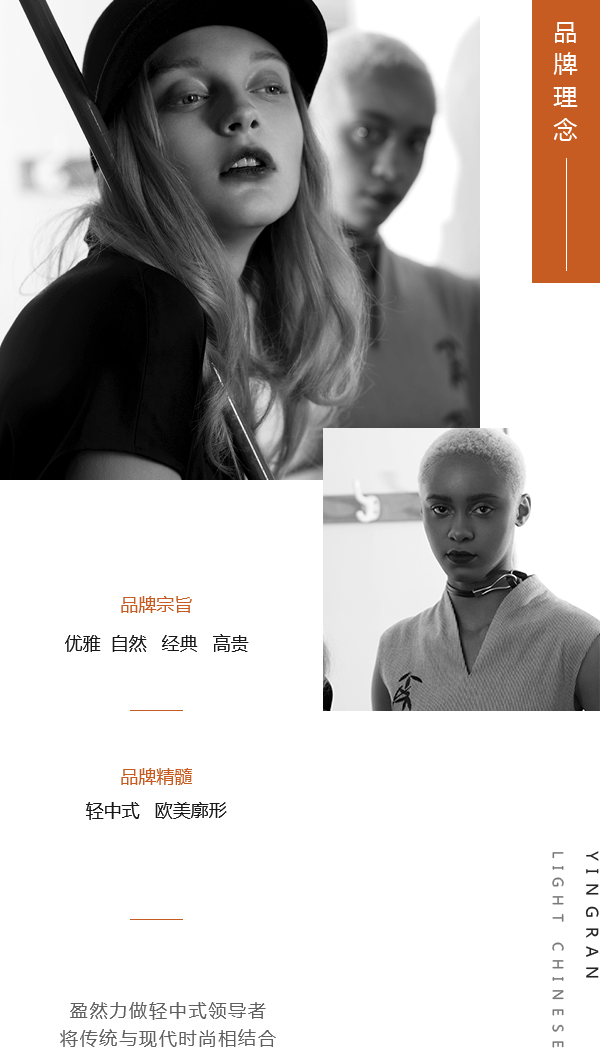 品牌理念
品牌宗旨
优雅 自然 经典 高贵
品牌精髓
轻中式 欧美廓形
YINGRAN
LIGHT CHINESE
盈然力做轻中式领导者
将传统与现代时尚相结合